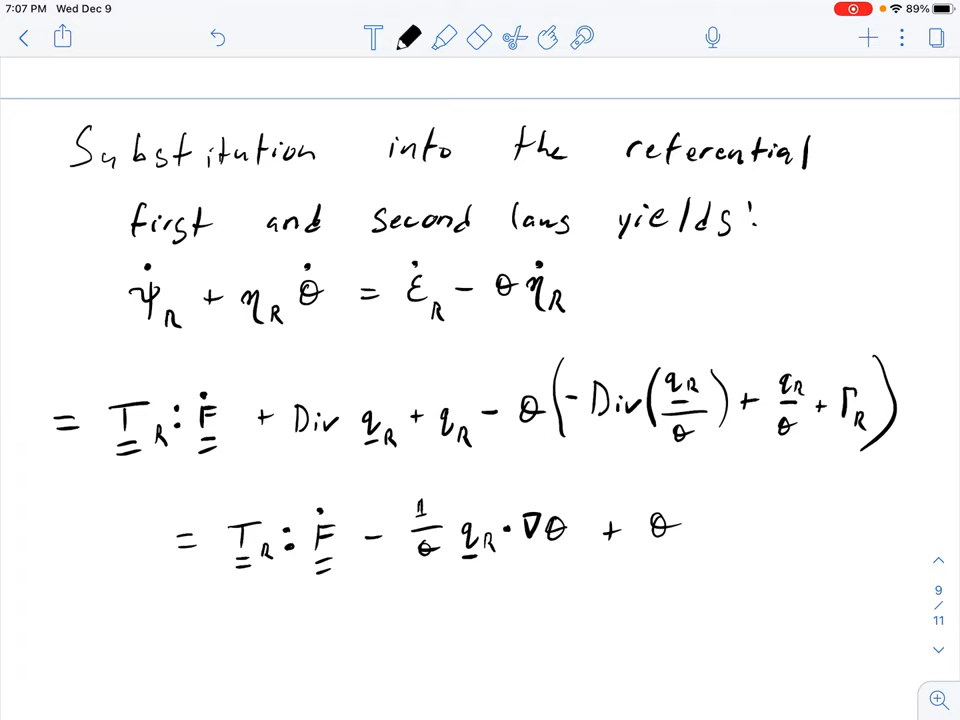 7:07 PM Wed Dec 9 89%
T
Substitution into the referential
first and second laws yields:
ψ̇_R + η_R θ̇ = ε̇_R - θ η̇_R
= T_R : Ḟ + Div q_R + q_R - θ(-Div(q_R/θ) + q_R/θ + Γ_R)
= T_R : Ḟ - 1/θ q_R · ∇θ + θ
9
/
11